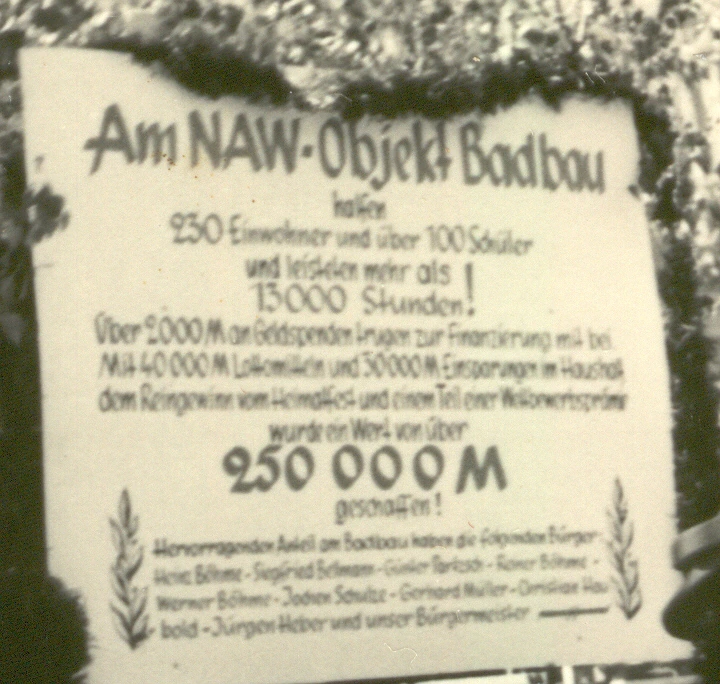 Am NAW-Objekt Badbau
halfen
230 Einwohner und über 100 Schüler
und leisteten mehr als
13000 Stunden!
Über 2000 M an Geldspenden trugen zur Finanzierung mit bei
Mit 40 000 M Lottomitteln und 30000 M Einsparungen im Haushalt
dem Reingewinn vom Heimatfest und einem Teil einer Wettbewerbsprämie
wurde ein Wert von über
250 000 M
geschaffen!
Hervorragenden Anteil am Badbau haben die folgenden Bürger
Heinz Böhme - Siegfried Bellmann - Günter - Rainer Böhme -
Werner Böhme - Jochen Schulze - Gerhard Müller - Christian Hau
bold - Jürgen Heber und unser Bürgermeister